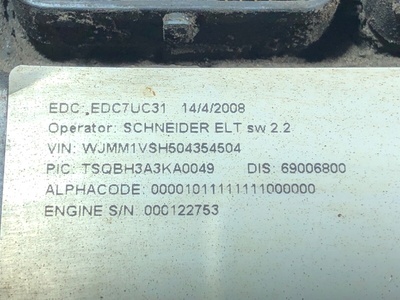 EDC: EDC7UC31 14/4/2008
Operator: SCHNEIDER ELT sw 2.2
VIN: WJMM1VSH504354504
PIC: TSQBH3A3KA0049 DIS: 69006800
ALPHACODE: 00001011111111000000
ENGINE S/N: 000122753